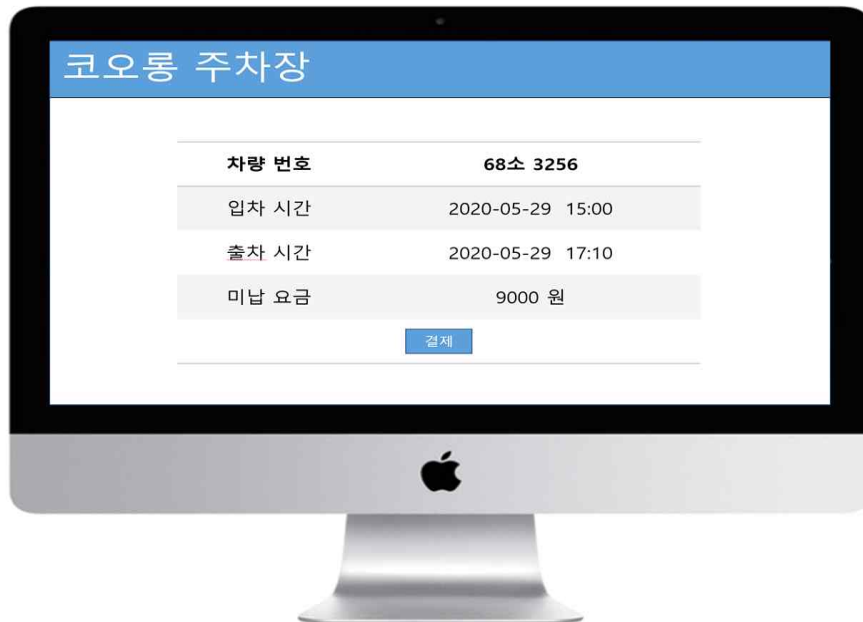 코오롱 주차장
차량 번호 68소 3256
입차 시간 2020-05-29 15:00
출차 시간 2020-05-29 17:10
미납 요금 9000 원
결제